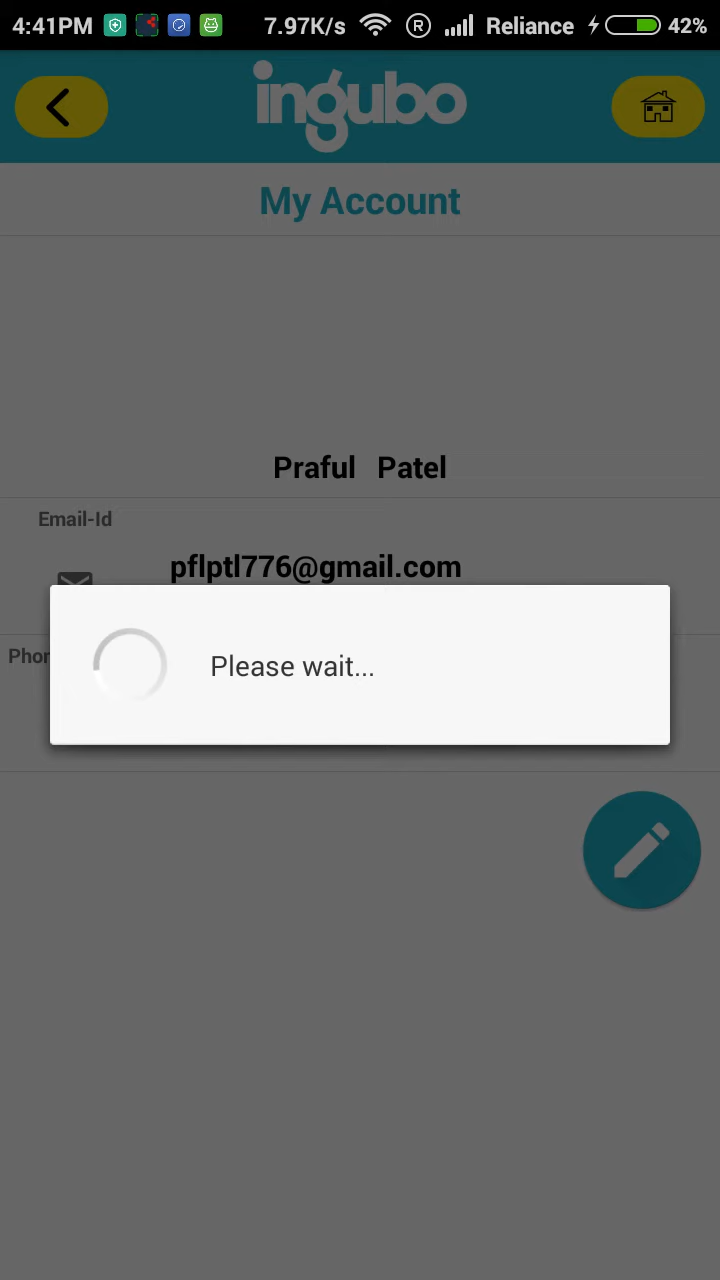 4:41PM 7.97K/s R Reliance 42%
ingubo
My Account
Praful Patel
Email-Id
pflptl776@gmail.com
Please wait...